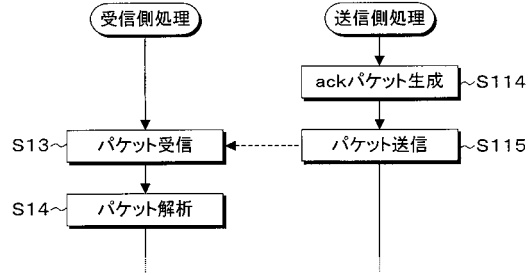 受信側処理
送信側処理
ackパケット生成
S114
S13
パケット受信
パケット送信
S115
S14
パケット解析